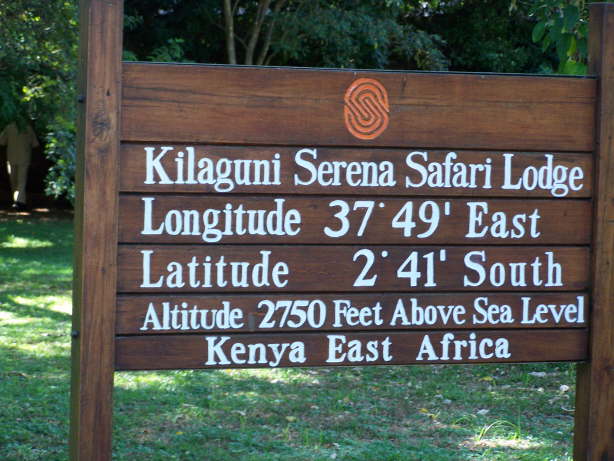 Kilaguni Serena Safari Lodge
Longitude 37° 49' East
Latitude 2° 41' South
Altitude 2750 Feet Above Sea Level
Kenya East Africa